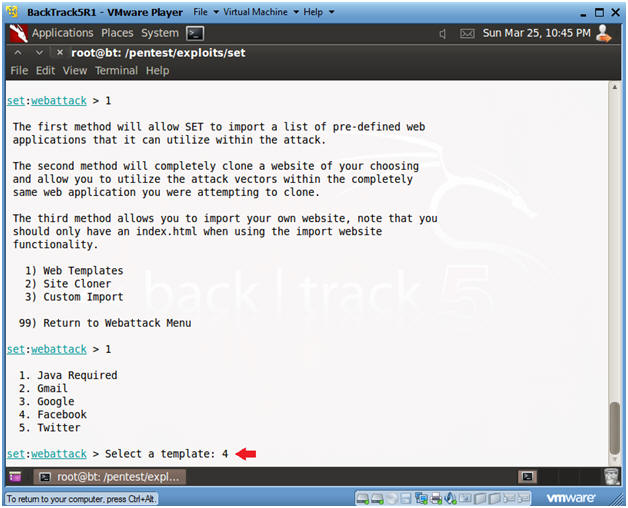 BackTrack5R1 - VMware Player File Virtual Machine Help
Applications Places System Sun Mar 25, 10:45 PM
root@bt: /pentest/exploits/set
File Edit View Terminal Help
set:webattack > 1
The first method will allow SET to import a list of pre-defined web
applications that it can utilize within the attack.
The second method will completely clone a website of your choosing
and allow you to utilize the attack vectors within the completely
same web application you were attempting to clone.
The third method allows you to import your own website, note that you
should only have an index.html when using the import website
functionality.
1) Web Templates
2) Site Cloner
3) Custom Import
99) Return to Webattack Menu
back | track 5
set:webattack > 1
1. Java Required
2. Gmail
3. Google
4. Facebook
5. Twitter
set:webattack > Select a template: 4
root@bt: /pentest/expl...
To return to your computer, press Ctrl+Alt.
vmware